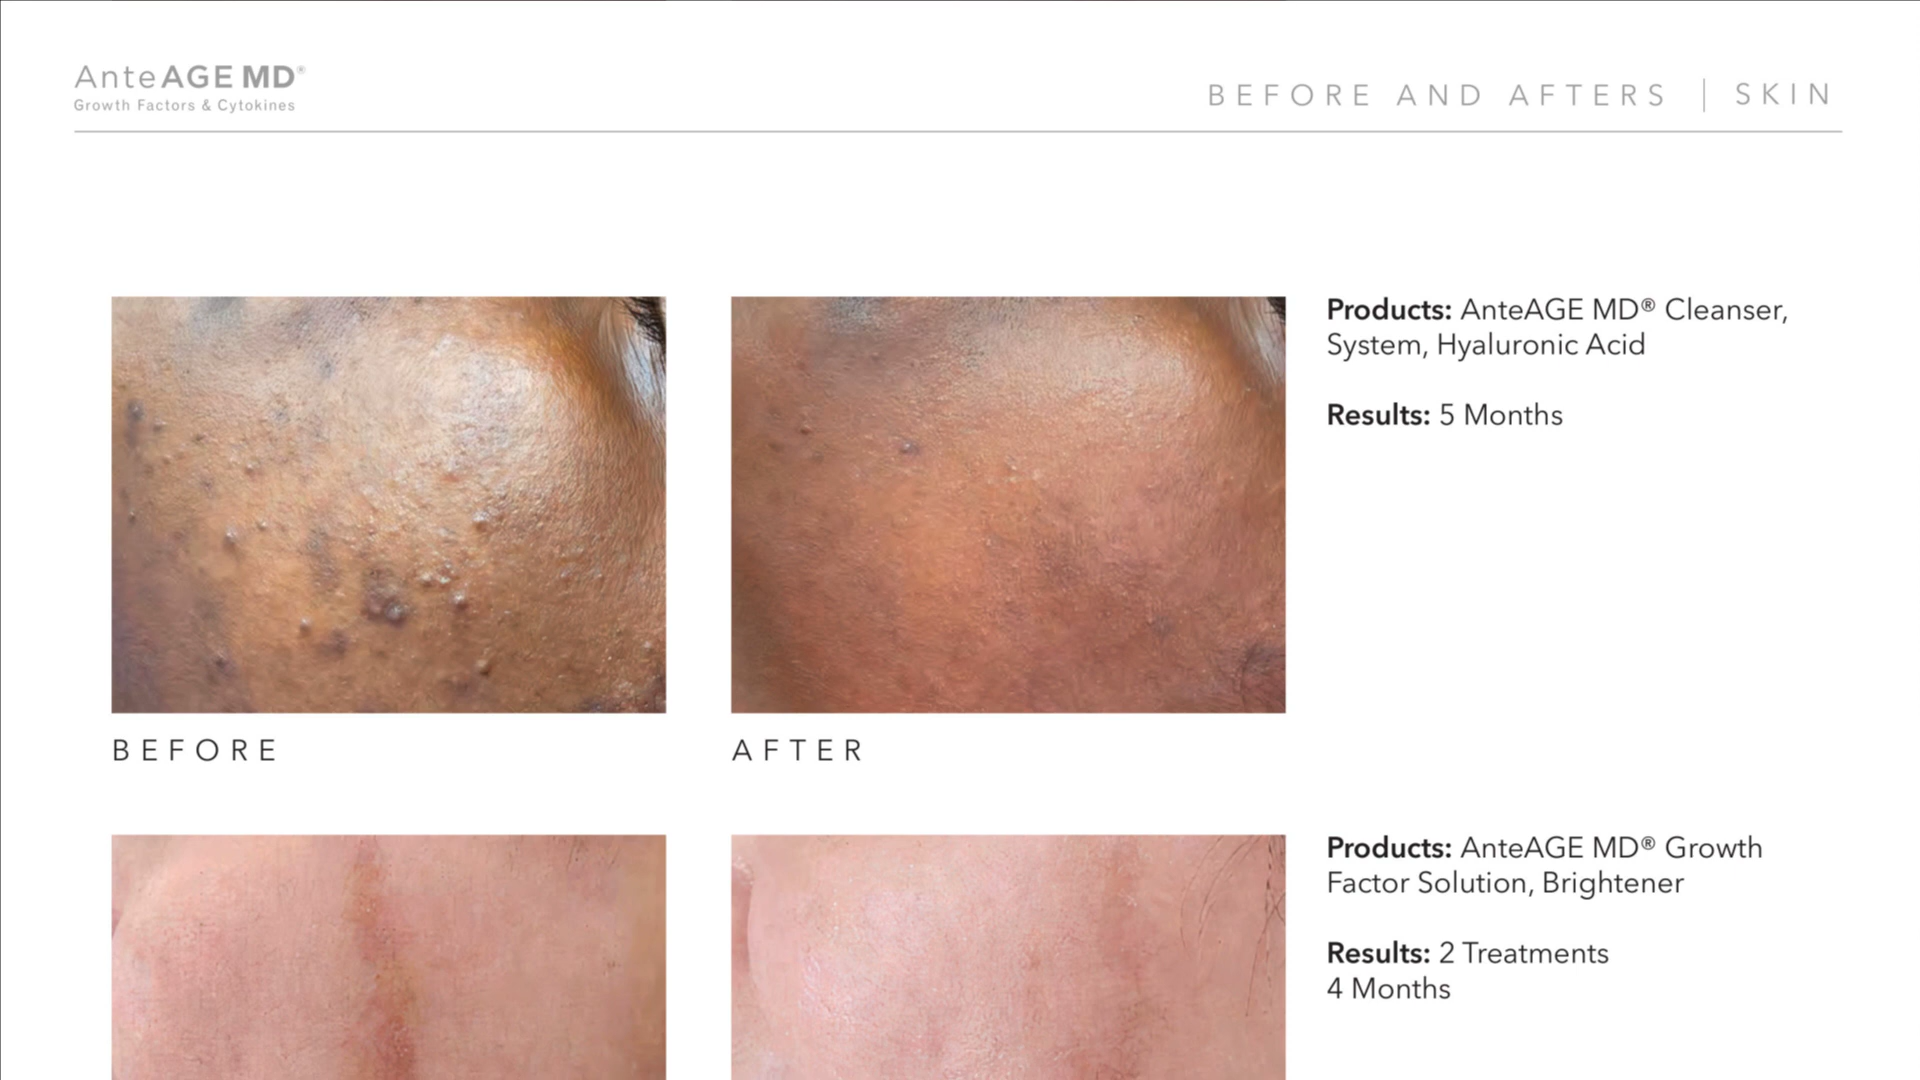 AnteAGE MD®
Growth Factors & Cytokines
BEFORE AND AFTERS | SKIN
Products: AnteAGE MD® Cleanser,
System, Hyaluronic Acid
Results: 5 Months
BEFORE
AFTER
Products: AnteAGE MD® Growth
Factor Solution, Brightener
Results: 2 Treatments
4 Months